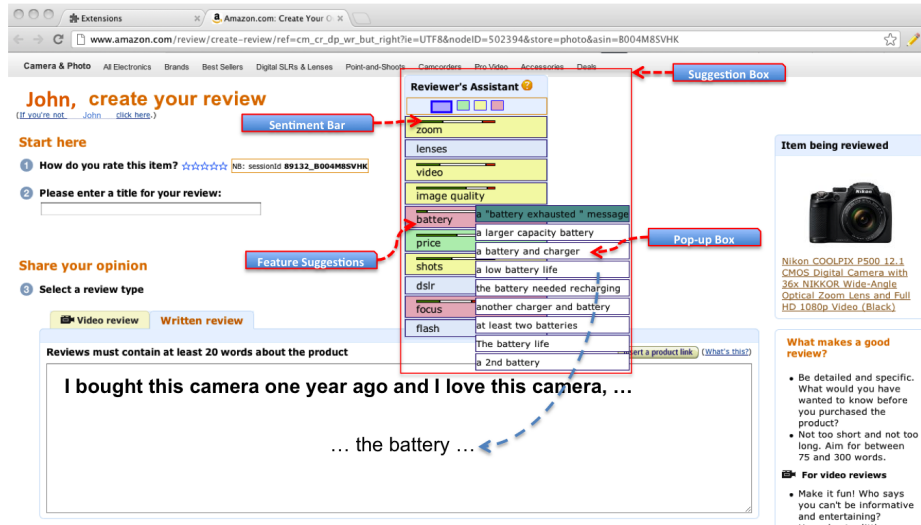 Extensions
Amazon.com: Create Your O
www.amazon.com/review/create-review/ref=cm_cr_dp_wr_but_right?ie=UTF8&nodeID=502394&store=photo&asin=B004M8SVHK
Camera & Photo All Electronics Brands Best Sellers Digital SLRs & Lenses Point-and-Shoots Camcorders Pro Video Accessories Deals
Suggestion Box
Reviewer's Assistant ?
John, create your review
(If you're not John click here.)
Sentiment Bar
zoom
lenses
video
image quality
battery
price
shots
dslr
focus
flash
a "battery exhausted " message
a larger capacity battery
a battery and charger
a low battery life
the battery needed recharging
another charger and battery
at least two batteries
The battery life
a 2nd battery
Pop-up Box
Feature Suggestions
Start here
1 How do you rate this item? NB: sessionId 89132_B004M8SVHK
2 Please enter a title for your review:
Share your opinion
3 Select a review type
Video review Written review
Reviews must contain at least 20 words about the product
Insert a product link (What's this?)
I bought this camera one year ago and I love this camera, …
… the battery …
Item being reviewed
Nikon
Nikon COOLPIX P500 12.1
CMOS Digital Camera with
36x NIKKOR Wide-Angle
Optical Zoom Lens and Full
HD 1080p Video (Black)
What makes a good
review?
• Be detailed and specific.
What would you have
wanted to know before
you purchased the
product?
• Not too short and not too
long. Aim for between
75 and 300 words.
For video reviews
• Make it fun! Who says
you can't be informative
and entertaining?